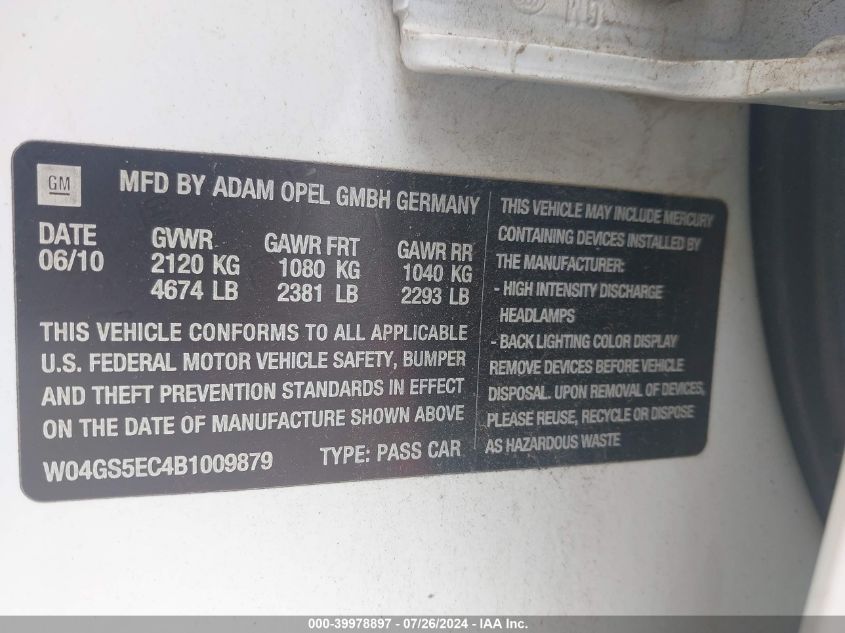 GM
MFD BY ADAM OPEL GMBH GERMANY
DATE GVWR GAWR FRT GAWR RR
06/10 2120 KG 1080 KG 1040 KG
4674 LB 2381 LB 2293 LB
THIS VEHICLE CONFORMS TO ALL APPLICABLE
U.S. FEDERAL MOTOR VEHICLE SAFETY, BUMPER
AND THEFT PREVENTION STANDARDS IN EFFECT
ON THE DATE OF MANUFACTURE SHOWN ABOVE
W04GS5EC4B1009879 TYPE: PASS CAR
THIS VEHICLE MAY INCLUDE MERCURY
CONTAINING DEVICES INSTALLED BY
THE MANUFACTURER:
- HIGH INTENSITY DISCHARGE
HEADLAMPS
- BACK LIGHTING COLOR DISPLAY
REMOVE DEVICES BEFORE VEHICLE
DISPOSAL. UPON REMOVAL OF DEVICES,
PLEASE REUSE, RECYCLE OR DISPOSE
AS HAZARDOUS WASTE
000-39978897 - 07/26/2024 - IAA Inc.